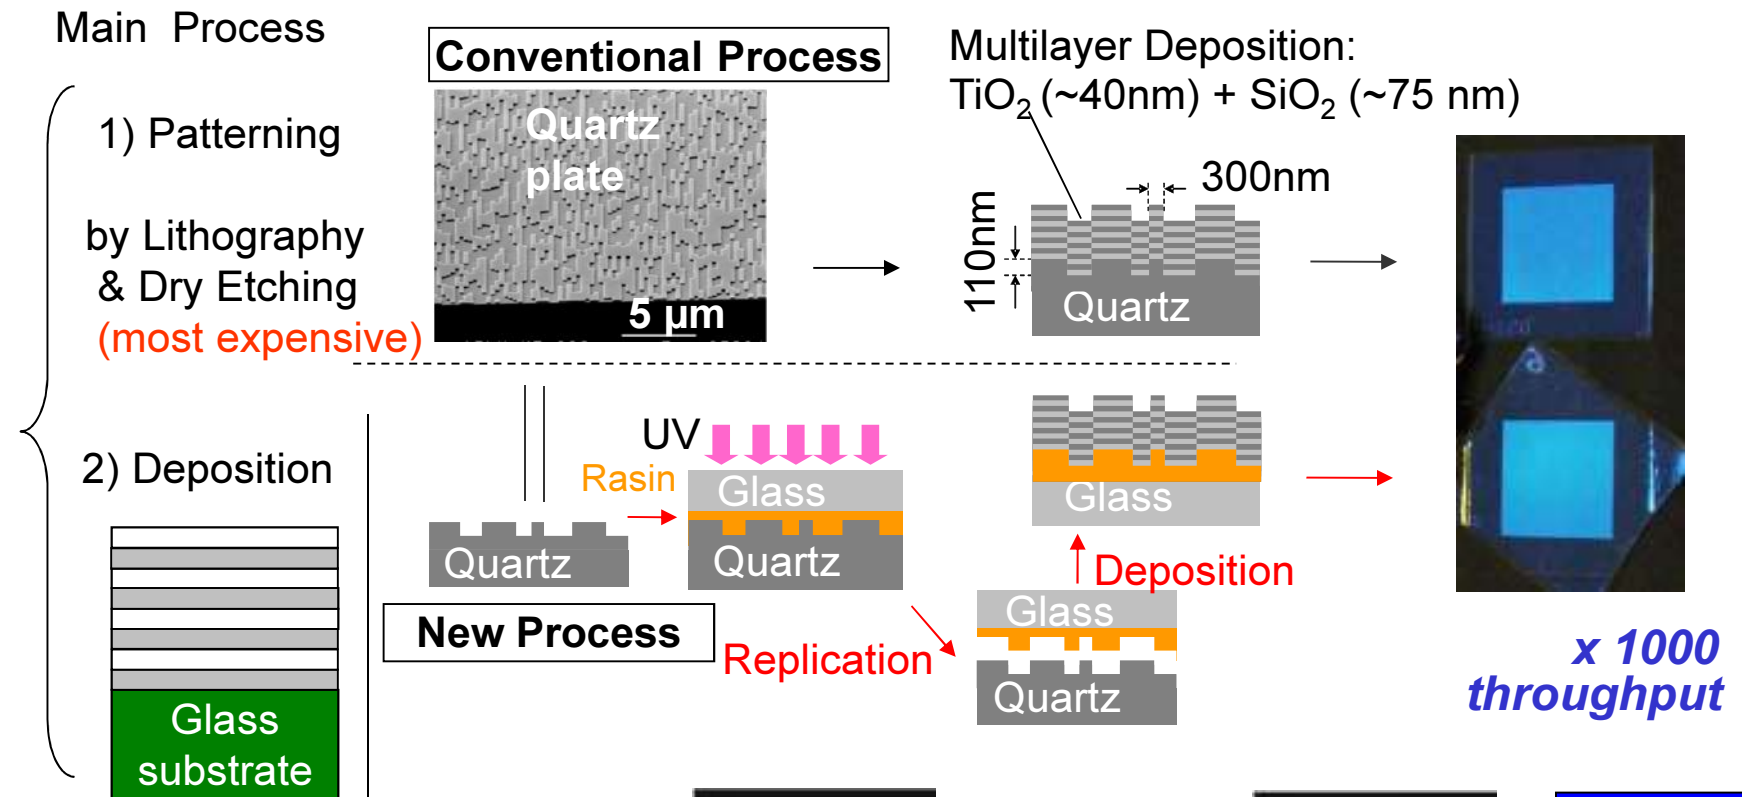 Main Process
1) Patterning
by Lithography
& Dry Etching
(most expensive)
2) Deposition
Glass
substrate
Conventional Process
Quartz
plate
5 µm
Multilayer Deposition:
TiO₂ (~40nm) + SiO₂ (~75 nm)
300nm
110nm
Quartz
New Process
Quartz
UV
Rasin
Glass
Quartz
Replication
Glass
Quartz
Deposition
Glass
x 1000
throughput